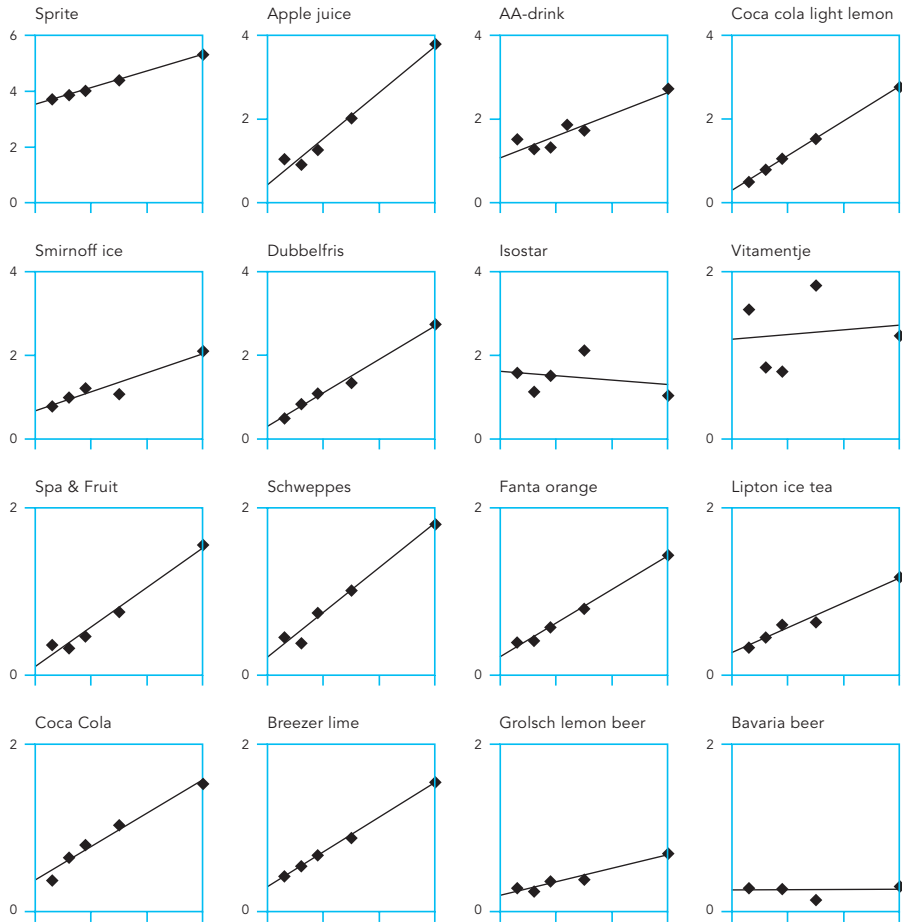 Sprite Apple juice AA-drink Coca cola light lemon
6 4 4 4
4
2 2 2
2
0 0 0 0
Smirnoff ice Dubbelfris Isostar Vitamentje
4 4 4 2
2 2 2
0 0 0 0
Spa & Fruit Schweppes Fanta orange Lipton ice tea
2 2 2 2
0 0 0 0
Coca Cola Breezer lime Grolsch lemon beer Bavaria beer
2 2 2 2
0 0 0 0